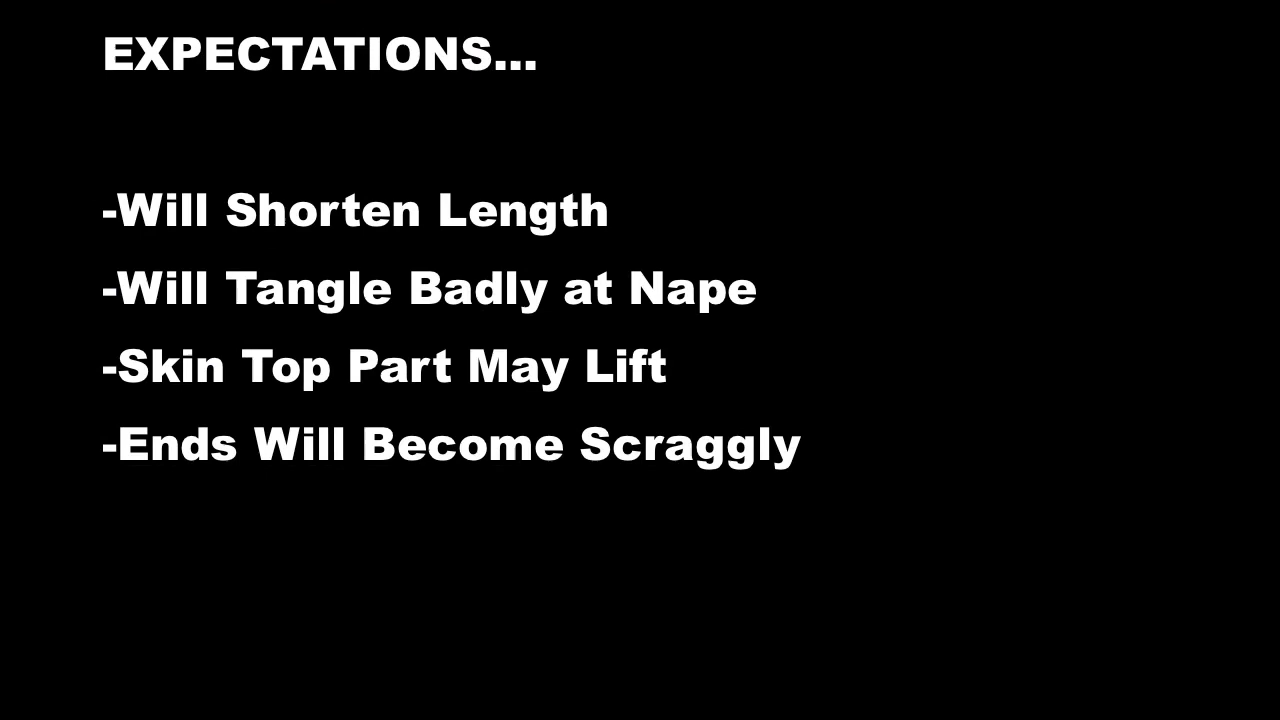 EXPECTATIONS...
-Will Shorten Length
-Will Tangle Badly at Nape
-Skin Top Part May Lift
-Ends Will Become Scraggly